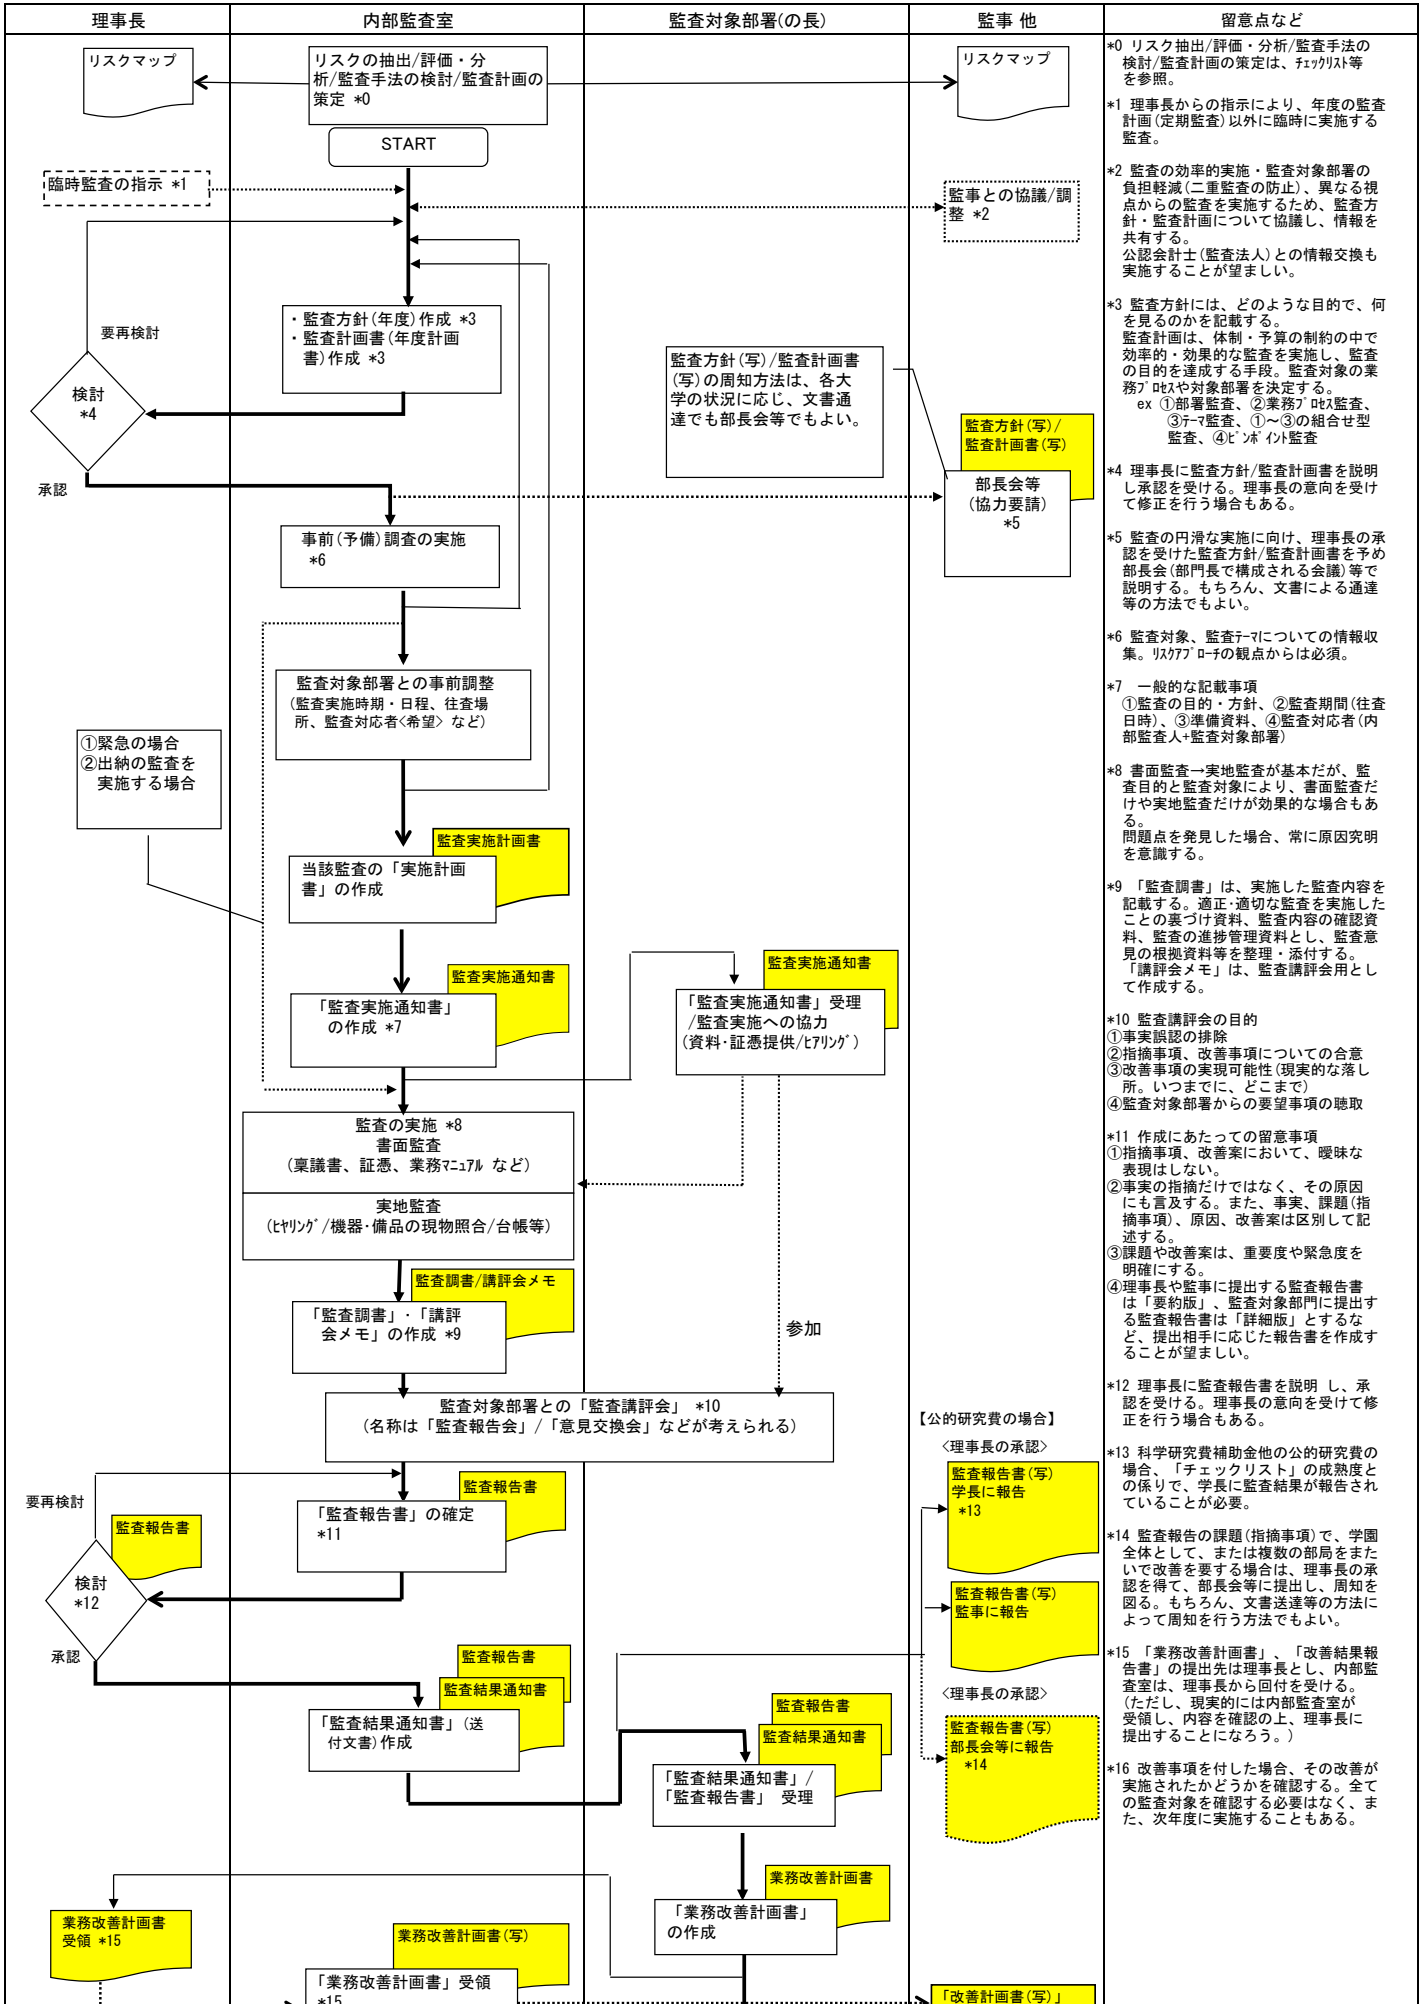 理事長
内部監査室
監査対象部署(の長)
監事 他
留意点など
リスクマップ
リスクの抽出/評価・分
析/監査手法の検討/監査計画の
策定 *0
リスクマップ
START
臨時監査の指示 *1
監事との協議/調
整 *2
・監査方針(年度)作成 *3
・監査計画書(年度計画
書)作成 *3
要再検討
検討
*4
承認
監査方針(写)/監査計画書
(写)の周知方法は、各大
学の状況に応じ、文書通
達でも部長会等でもよい。
監査方針(写)/
監査計画書(写)
部長会等
(協力要請)
*5
事前(予備)調査の実施
*6
監査対象部署との事前調整
(監査実施時期・日程、往査場
所、監査対応者<希望> など)
①緊急の場合
②出納の監査を
実施する場合
監査実施計画書
当該監査の「実施計画
書」の作成
監査実施通知書
「監査実施通知書」
の作成 *7
監査実施通知書
「監査実施通知書」受理
/監査実施への協力
(資料･証憑提供/ﾋｱﾘﾝｸﾞ)
監査の実施 *8
書面監査
(稟議書、証憑、業務ﾏﾆｭｱﾙ など)
実地監査
(ﾋﾔﾘﾝｸﾞ/機器･備品の現物照合/台帳等)
監査調書/講評会メモ
「監査調書」･「講評
会メモ」の作成 *9
参加
監査対象部署との「監査講評会」 *10
(名称は「監査報告会」/「意見交換会」などが考えられる)
要再検討
監査報告書
「監査報告書」の確定
*11
監査報告書
検討
*12
承認
監査報告書
監査結果通知書
「監査結果通知書」(送
付文書)作成
監査報告書
監査結果通知書
「監査結果通知書」/
「監査報告書」 受理
【公的研究費の場合】
<理事長の承認>
監査報告書(写)
学長に報告
*13
監査報告書(写)
監事に報告
<理事長の承認>
監査報告書(写)
部長会等に報告
*14
業務改善計画書
「業務改善計画書」
の作成
業務改善計画書
受領 *15
業務改善計画書(写)
「業務改善計画書」受領
*15
「改善計画書(写)」
*0 リスク抽出/評価・分析/監査手法の
検討/監査計画の策定は、ﾁｪｯｸﾘｽﾄ等
を参照。
*1 理事長からの指示により、年度の監査
計画(定期監査)以外に臨時に実施する
監査。
*2 監査の効率的実施・監査対象部署の
負担軽減(二重監査の防止)、異なる視
点からの監査を実施するため、監査方
針・監査計画について協議し、情報を
共有する。
公認会計士(監査法人)との情報交換も
実施することが望ましい。
*3 監査方針には、どのような目的で、何
を見るのかを記載する。
監査計画は、体制・予算の制約の中で
効率的・効果的な監査を実施し、監査
の目的を達成する手段。監査対象の業
務ﾌﾟﾛｾｽや対象部署を決定する。
ex ①部署監査、②業務ﾌﾟﾛｾｽ監査、
③ﾃｰﾏ監査、①～③の組合せ型
監査、④ﾋﾟﾝﾎﾟｲﾝﾄ監査
*4 理事長に監査方針/監査計画書を説明
し承認を受ける。理事長の意向を受け
て修正を行う場合もある。
*5 監査の円滑な実施に向け、理事長の承
認を受けた監査方針/監査計画書を予め
部長会(部門長で構成される会議)等で
説明する。もちろん、文書による通達
等の方法でもよい。
*6 監査対象、監査ﾃｰﾏについての情報収
集。ﾘｽｸｱﾌﾟﾛｰﾁの観点からは必須。
*7 一般的な記載事項
①監査の目的・方針、②監査期間(往査
日時)、③準備資料、④監査対応者(内
部監査人+監査対象部署)
*8 書面監査→実地監査が基本だが、監
査目的と監査対象により、書面監査だ
けや実地監査だけが効果的な場合もあ
る。
問題点を発見した場合、常に原因究明
を意識する。
*9 「監査調書」は、実施した監査内容を
記載する。適正･適切な監査を実施した
ことの裏づけ資料、監査内容の確認資
料、監査の進捗管理資料とし、監査意
見の根拠資料等を整理・添付する。
「講評会メモ」は、監査講評会用とし
て作成する。
*10 監査講評会の目的
①事実誤認の排除
②指摘事項、改善事項についての合意
③改善事項の実現可能性(現実的な落し
所。いつまでに、どこまで)
④監査対象部署からの要望事項の聴取
*11 作成にあたっての留意事項
①指摘事項、改善案において、曖昧な
表現はしない。
②事実の指摘だけではなく、その原因
にも言及する。また、事実、課題(指
摘事項)、原因、改善案は区別して記
述する。
③課題や改善案は、重要度や緊急度を
明確にする。
④理事長や監事に提出する監査報告書
は「要約版」、監査対象部門に提出す
る監査報告書は「詳細版」とするな
ど、提出相手に応じた報告書を作成す
ることが望ましい。
*12 理事長に監査報告書を説明 し、承
認を受ける。理事長の意向を受けて修
正を行う場合もある。
*13 科学研究費補助金他の公的研究費の
場合、「チェックリスト」の成熟度と
の係りで、学長に監査結果が報告され
ていることが必要。
*14 監査報告の課題(指摘事項)で、学園
全体として、または複数の部局をまた
いで改善を要する場合は、理事長の承
認を得て、部長会等に提出し、周知を
図る。もちろん、文書送達等の方法に
よって周知を行う方法でもよい。
*15 「業務改善計画書」、「改善結果報
告書」の提出先は理事長とし、内部監
査室は、理事長から回付を受ける。
(ただし、現実的には内部監査室が
受領し、内容を確認の上、理事長に
提出することになろう。)
*16 改善事項を付した場合、その改善が
実施されたかどうかを確認する。全て
の監査対象を確認する必要はなく、ま
た、次年度に実施することもある。